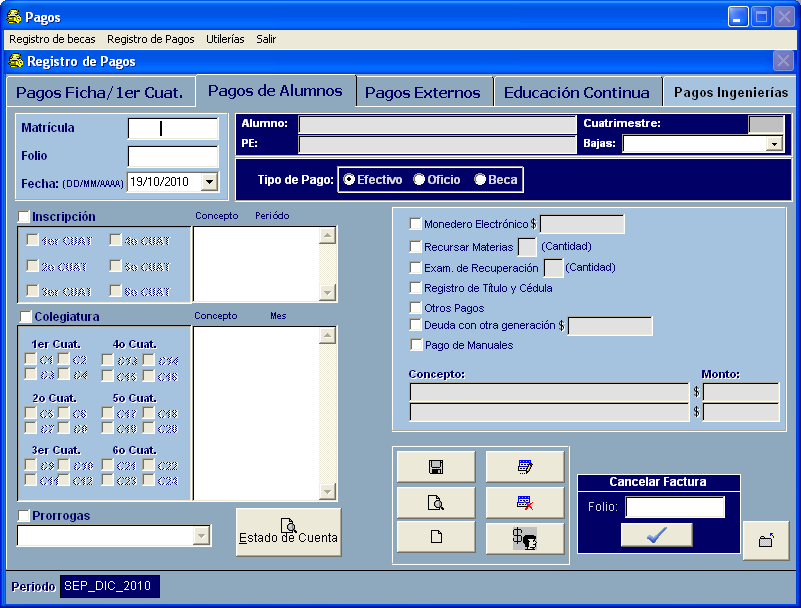 Pagos
Registro de becas Registro de Pagos Utilerías Salir
Registro de Pagos
Pagos Ficha/1er Cuat. Pagos de Alumnos Pagos Externos Educación Continua Pagos Ingenierías
Matrícula
Folio
Fecha: (DD/MM/AAAA) 19/10/2010
Alumno: Cuatrimestre:
PE: Bajas:
Tipo de Pago: Efectivo Oficio Beca
Inscripción Concepto Periódo
1er CUAT 4o CUAT
2o CUAT 5o CUAT
3er CUAT 6o CUAT
Colegiatura Concepto Mes
1er Cuat. 4o Cuat.
C1 C2 C13 C14
C3 C4 C15 C16
2o Cuat. 5o Cuat.
C5 C6 C17 C18
C7 C8 C19 C20
3er Cuat. 6o Cuat.
C9 C10 C21 C22
C11 C12 C23 C24
Prorrogas
Estado de Cuenta
Monedero Electrónico $
Recursar Materias (Cantidad)
Exam. de Recuperación (Cantidad)
Registro de Título y Cédula
Otros Pagos
Deuda con otra generación $
Pago de Manuales
Concepto: Monto:
$
$
Cancelar Factura
Folio:
Periodo SEP_DIC_2010